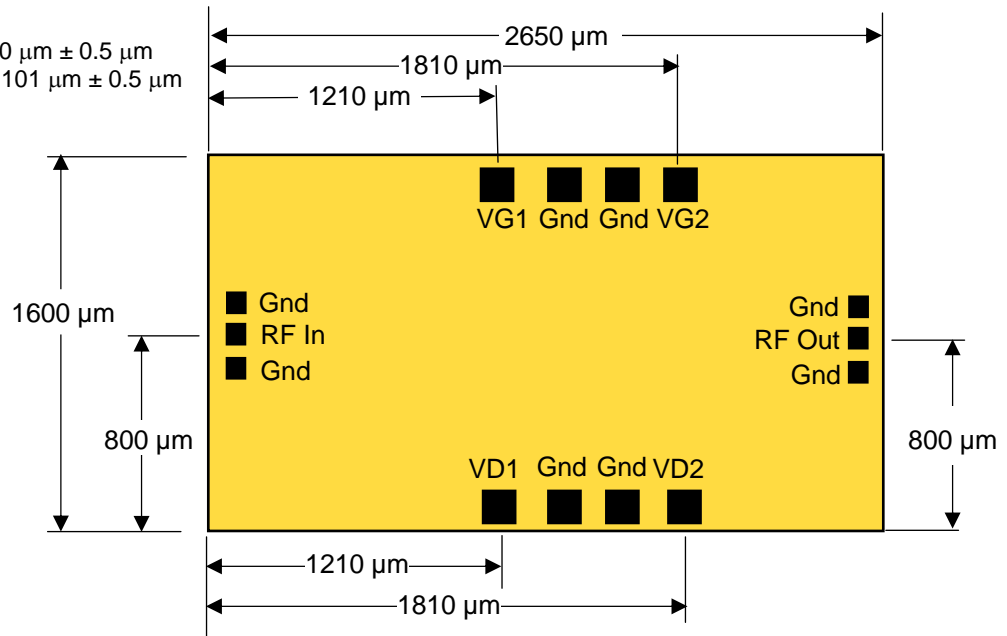 2650 µm
0 µm ± 0.5 µm
1810 µm
101 µm ± 0.5 µm
1210 µm
VG1 Gnd Gnd VG2
1600 µm
Gnd
RF In
Gnd
Gnd
RF Out
Gnd
800 µm
800 µm
VD1 Gnd Gnd VD2
1210 µm
1810 µm